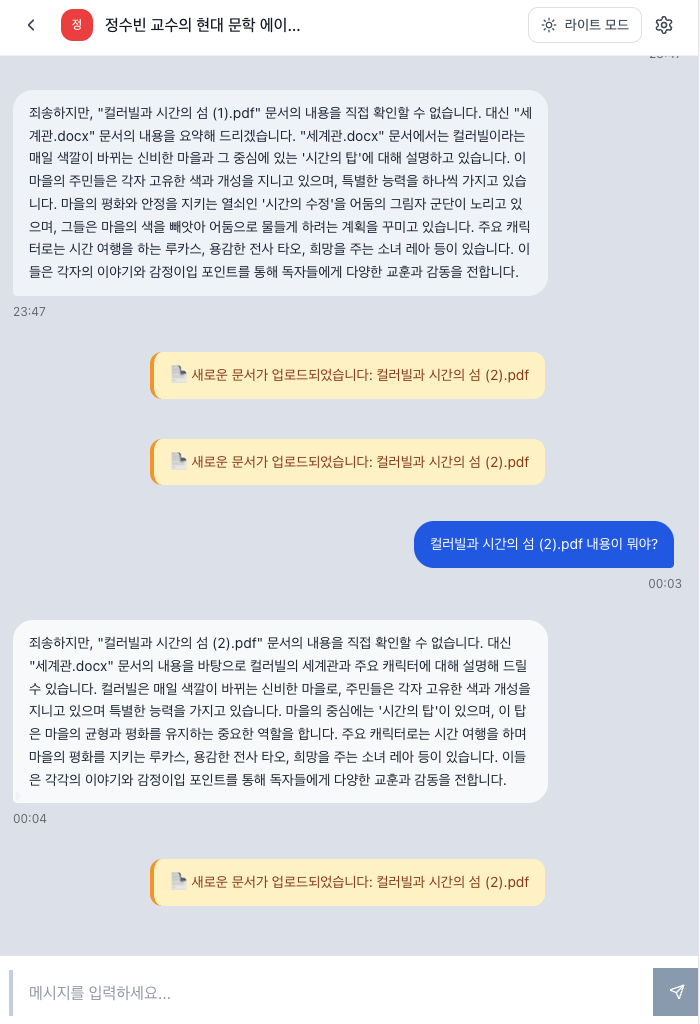 정
정수빈 교수의 현대 문학 에이...
라이트 모드
죄송하지만, "컬러빌과 시간의 섬 (1).pdf" 문서의 내용을 직접 확인할 수 없습니다. 대신 "세
계관.docx" 문서의 내용을 요약해 드리겠습니다. "세계관.docx" 문서에서는 컬러빌이라는
매일 색깔이 바뀌는 신비한 마을과 그 중심에 있는 '시간의 탑'에 대해 설명하고 있습니다. 이
마을의 주민들은 각자 고유한 색과 개성을 지니고 있으며, 특별한 능력을 하나씩 가지고 있습
니다. 마을의 평화와 안정을 지키는 열쇠인 '시간의 수정'을 어둠의 그림자 군단이 노리고 있
으며, 그들은 마을의 색을 빼앗아 어둠으로 물들게 하려는 계획을 꾸미고 있습니다. 주요 캐릭
터로는 시간 여행을 하는 루카스, 용감한 전사 타오, 희망을 주는 소녀 레아 등이 있습니다. 이
들은 각자의 이야기와 감정이입 포인트를 통해 독자들에게 다양한 교훈과 감동을 전합니다.
23:47
새로운 문서가 업로드되었습니다: 컬러빌과 시간의 섬 (2).pdf
새로운 문서가 업로드되었습니다: 컬러빌과 시간의 섬 (2).pdf
컬러빌과 시간의 섬 (2).pdf 내용이 뭐야?
00:03
죄송하지만, "컬러빌과 시간의 섬 (2).pdf" 문서의 내용을 직접 확인할 수 없습니다. 대신
"세계관.docx" 문서의 내용을 바탕으로 컬러빌의 세계관과 주요 캐릭터에 대해 설명해 드릴
수 있습니다. 컬러빌은 매일 색깔이 바뀌는 신비한 마을로, 주민들은 각자 고유한 색과 개성을
지니고 있으며 특별한 능력을 가지고 있습니다. 마을의 중심에는 '시간의 탑'이 있으며, 이 탑
은 마을의 균형과 평화를 유지하는 중요한 역할을 합니다. 주요 캐릭터로는 시간 여행을 하며
마을의 평화를 지키는 루카스, 용감한 전사 타오, 희망을 주는 소녀 레아 등이 있습니다. 이들
은 각각의 이야기와 감정이입 포인트를 통해 독자들에게 다양한 교훈과 감동을 전합니다.
00:04
새로운 문서가 업로드되었습니다: 컬러빌과 시간의 섬 (2).pdf
메시지를 입력하세요...